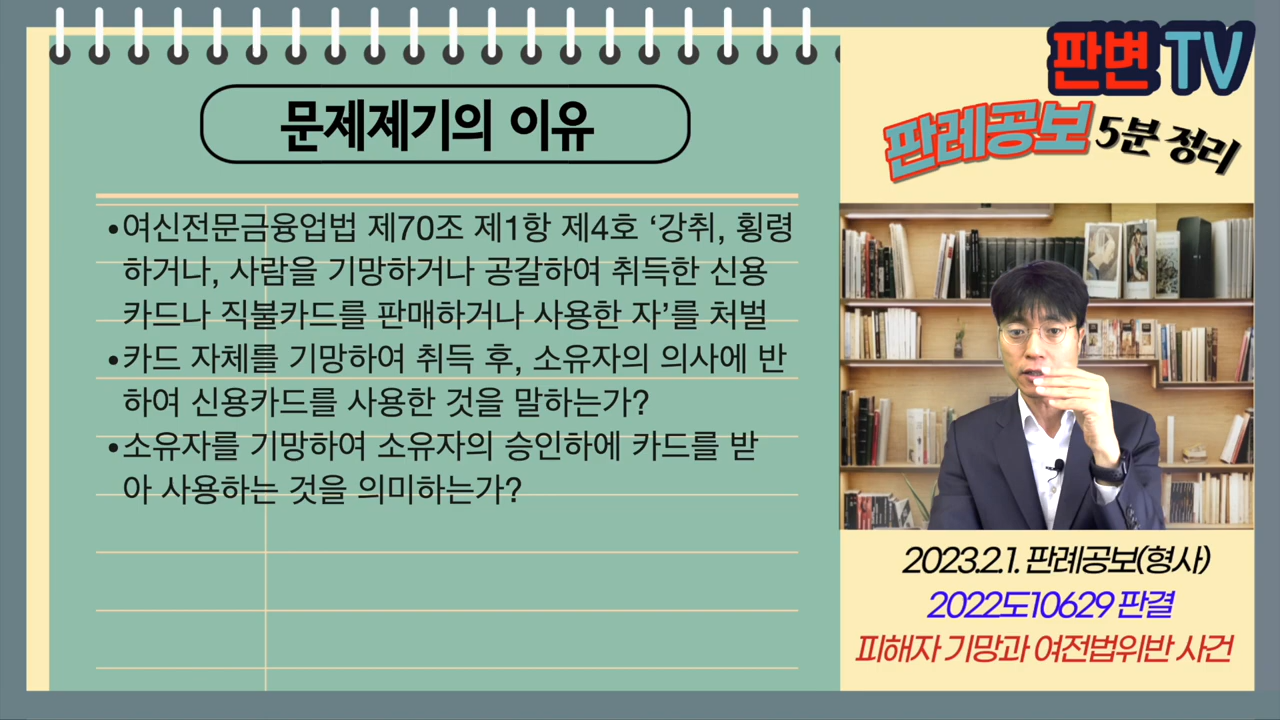 문제제기의 이유
•여신전문금융업법 제70조 제1항 제4호 ‘강취, 횡령
하거나, 사람을 기망하거나 공갈하여 취득한 신용
카드나 직불카드를 판매하거나 사용한 자’를 처벌
•카드 자체를 기망하여 취득 후, 소유자의 의사에 반
하여 신용카드를 사용한 것을 말하는가?
•소유자를 기망하여 소유자의 승인하에 카드를 받
아 사용하는 것을 의미하는가?
판변 TV
판례공보 5분 정리
2023.2.1. 판례공보(형사)
2022도10629 판결
피해자 기망과 여전법위반 사건